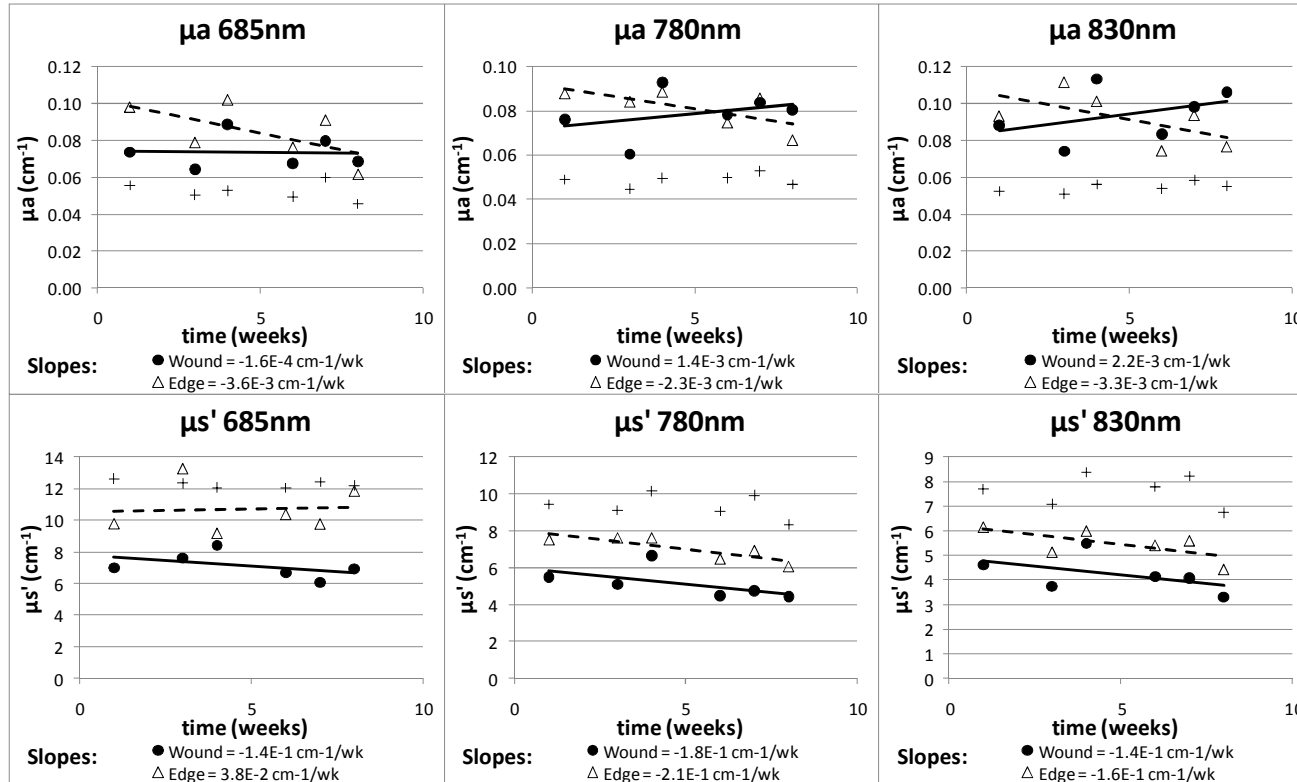 μa 685nm
μa (cm⁻¹)
0.12
0.10
0.08
0.06
0.04
0.02
0.00
0 5 10
time (weeks)
Slopes: ● Wound = -1.6E-4 cm-1/wk
△ Edge = -3.6E-3 cm-1/wk
μa 780nm
μa (cm⁻¹)
0.10
0.08
0.06
0.04
0.02
0.00
0 5 10
time (weeks)
Slopes: ● Wound = 1.4E-3 cm-1/wk
△ Edge = -2.3E-3 cm-1/wk
μa 830nm
μa (cm⁻¹)
0.12
0.10
0.08
0.06
0.04
0.02
0.00
0 5 10
time (weeks)
Slopes: ● Wound = 2.2E-3 cm-1/wk
△ Edge = -3.3E-3 cm-1/wk
μs' 685nm
μs' (cm⁻¹)
14
12
10
8
6
4
2
0
0 5 10
time (weeks)
Slopes: ● Wound = -1.4E-1 cm-1/wk
△ Edge = 3.8E-2 cm-1/wk
μs' 780nm
μs' (cm⁻¹)
12
10
8
6
4
2
0
0 5 10
time (weeks)
Slopes: ● Wound = -1.8E-1 cm-1/wk
△ Edge = -2.1E-1 cm-1/wk
μs' 830nm
μs' (cm⁻¹)
9
8
7
6
5
4
3
2
1
0
0 5 10
time (weeks)
Slopes: ● Wound = -1.4E-1 cm-1/wk
△ Edge = -1.6E-1 cm-1/wk